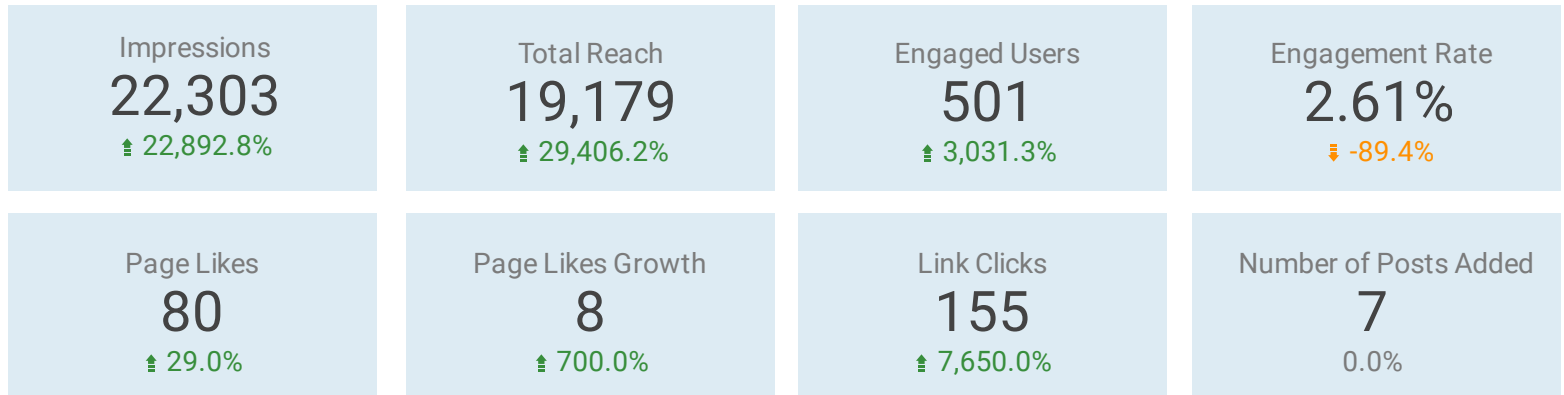 Impressions
22,303
22,892.8%
Total Reach
19,179
29,406.2%
Engaged Users
501
3,031.3%
Engagement Rate
2.61%
-89.4%
Page Likes
80
29.0%
Page Likes Growth
8
700.0%
Link Clicks
155
7,650.0%
Number of Posts Added
7
0.0%